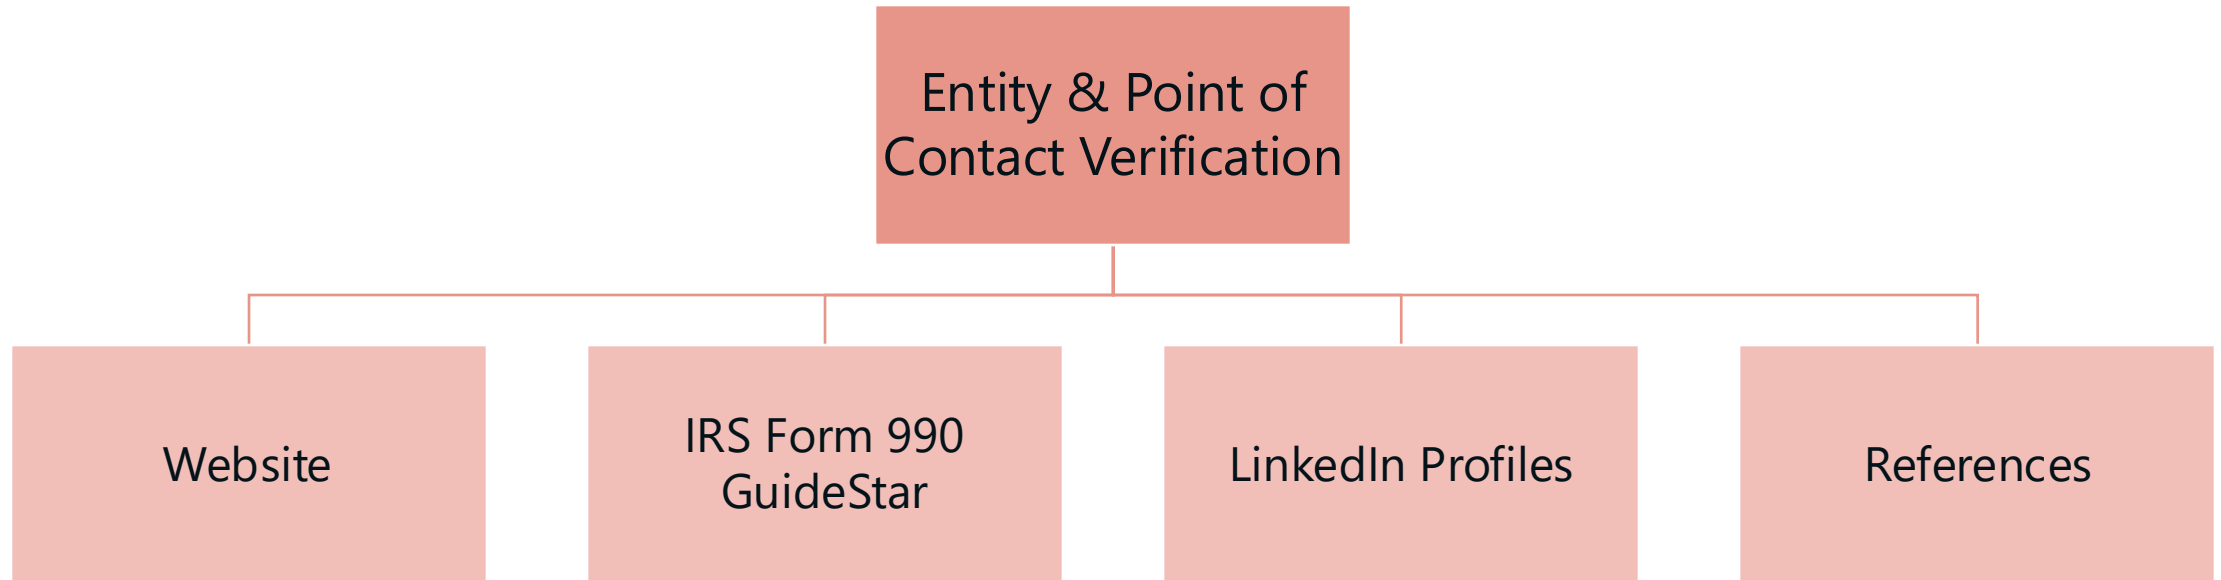 Entity & Point of
Contact Verification
Website
IRS Form 990
GuideStar
LinkedIn Profiles
References